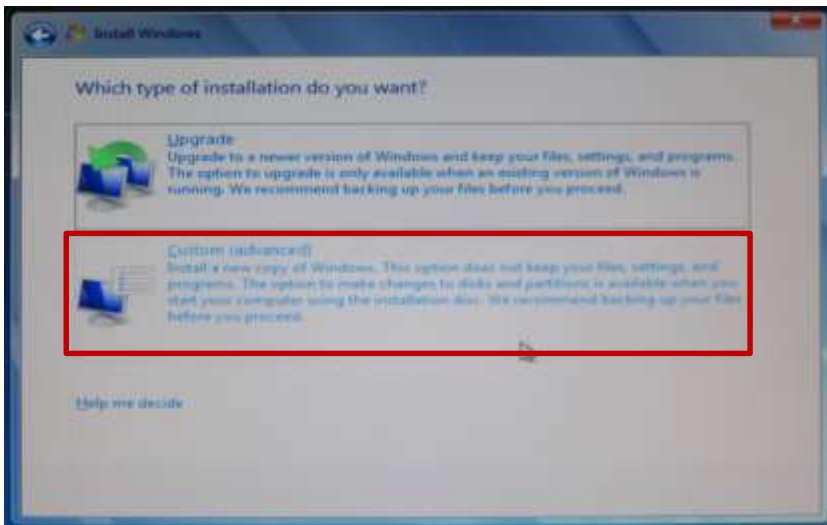 Install Windows
Which type of installation do you want?
Upgrade
Upgrade to a newer version of Windows and keep your files, settings, and programs.
The option to upgrade is only available when an existing version of Windows is
running. We recommend backing up your files before you proceed.
Custom (advanced)
Install a new copy of Windows. This option does not keep your files, settings, and
programs. The option to make changes to disks and partitions is available when you
start your computer using the installation disc. We recommend backing up your files
before you proceed.
Help me decide